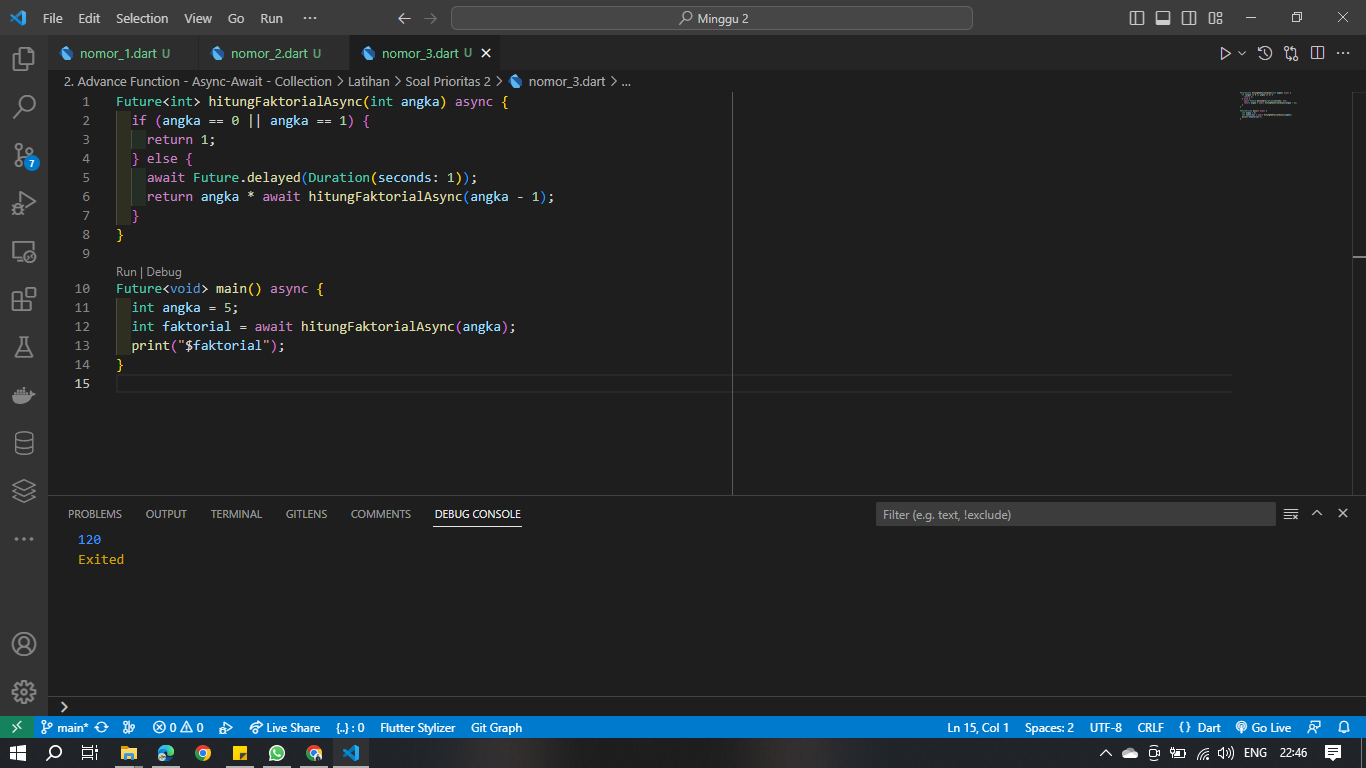 File Edit Selection View Go Run ··· Minggu 2
nomor_1.dart U nomor_2.dart U nomor_3.dart U
2. Advance Function - Async-Await - Collection > Latihan > Soal Prioritas 2 > nomor_3.dart > ...
1 Future<int> hitungFaktorialAsync(int angka) async {
2 if (angka == 0 || angka == 1) {
3 return 1;
4 } else {
5 await Future.delayed(Duration(seconds: 1));
6 return angka * await hitungFaktorialAsync(angka - 1);
7 }
8 }
9
Run | Debug
10 Future<void> main() async {
11 int angka = 5;
12 int faktorial = await hitungFaktorialAsync(angka);
13 print("$faktorial");
14 }
15
PROBLEMS OUTPUT TERMINAL GITLENS COMMENTS DEBUG CONSOLE Filter (e.g. text, !exclude)
120
Exited
7
main* 0 0 Live Share {..} : 0 Flutter Stylizer Git Graph Ln 15, Col 1 Spaces: 2 UTF-8 CRLF {} Dart Go Live
ENG 22:46